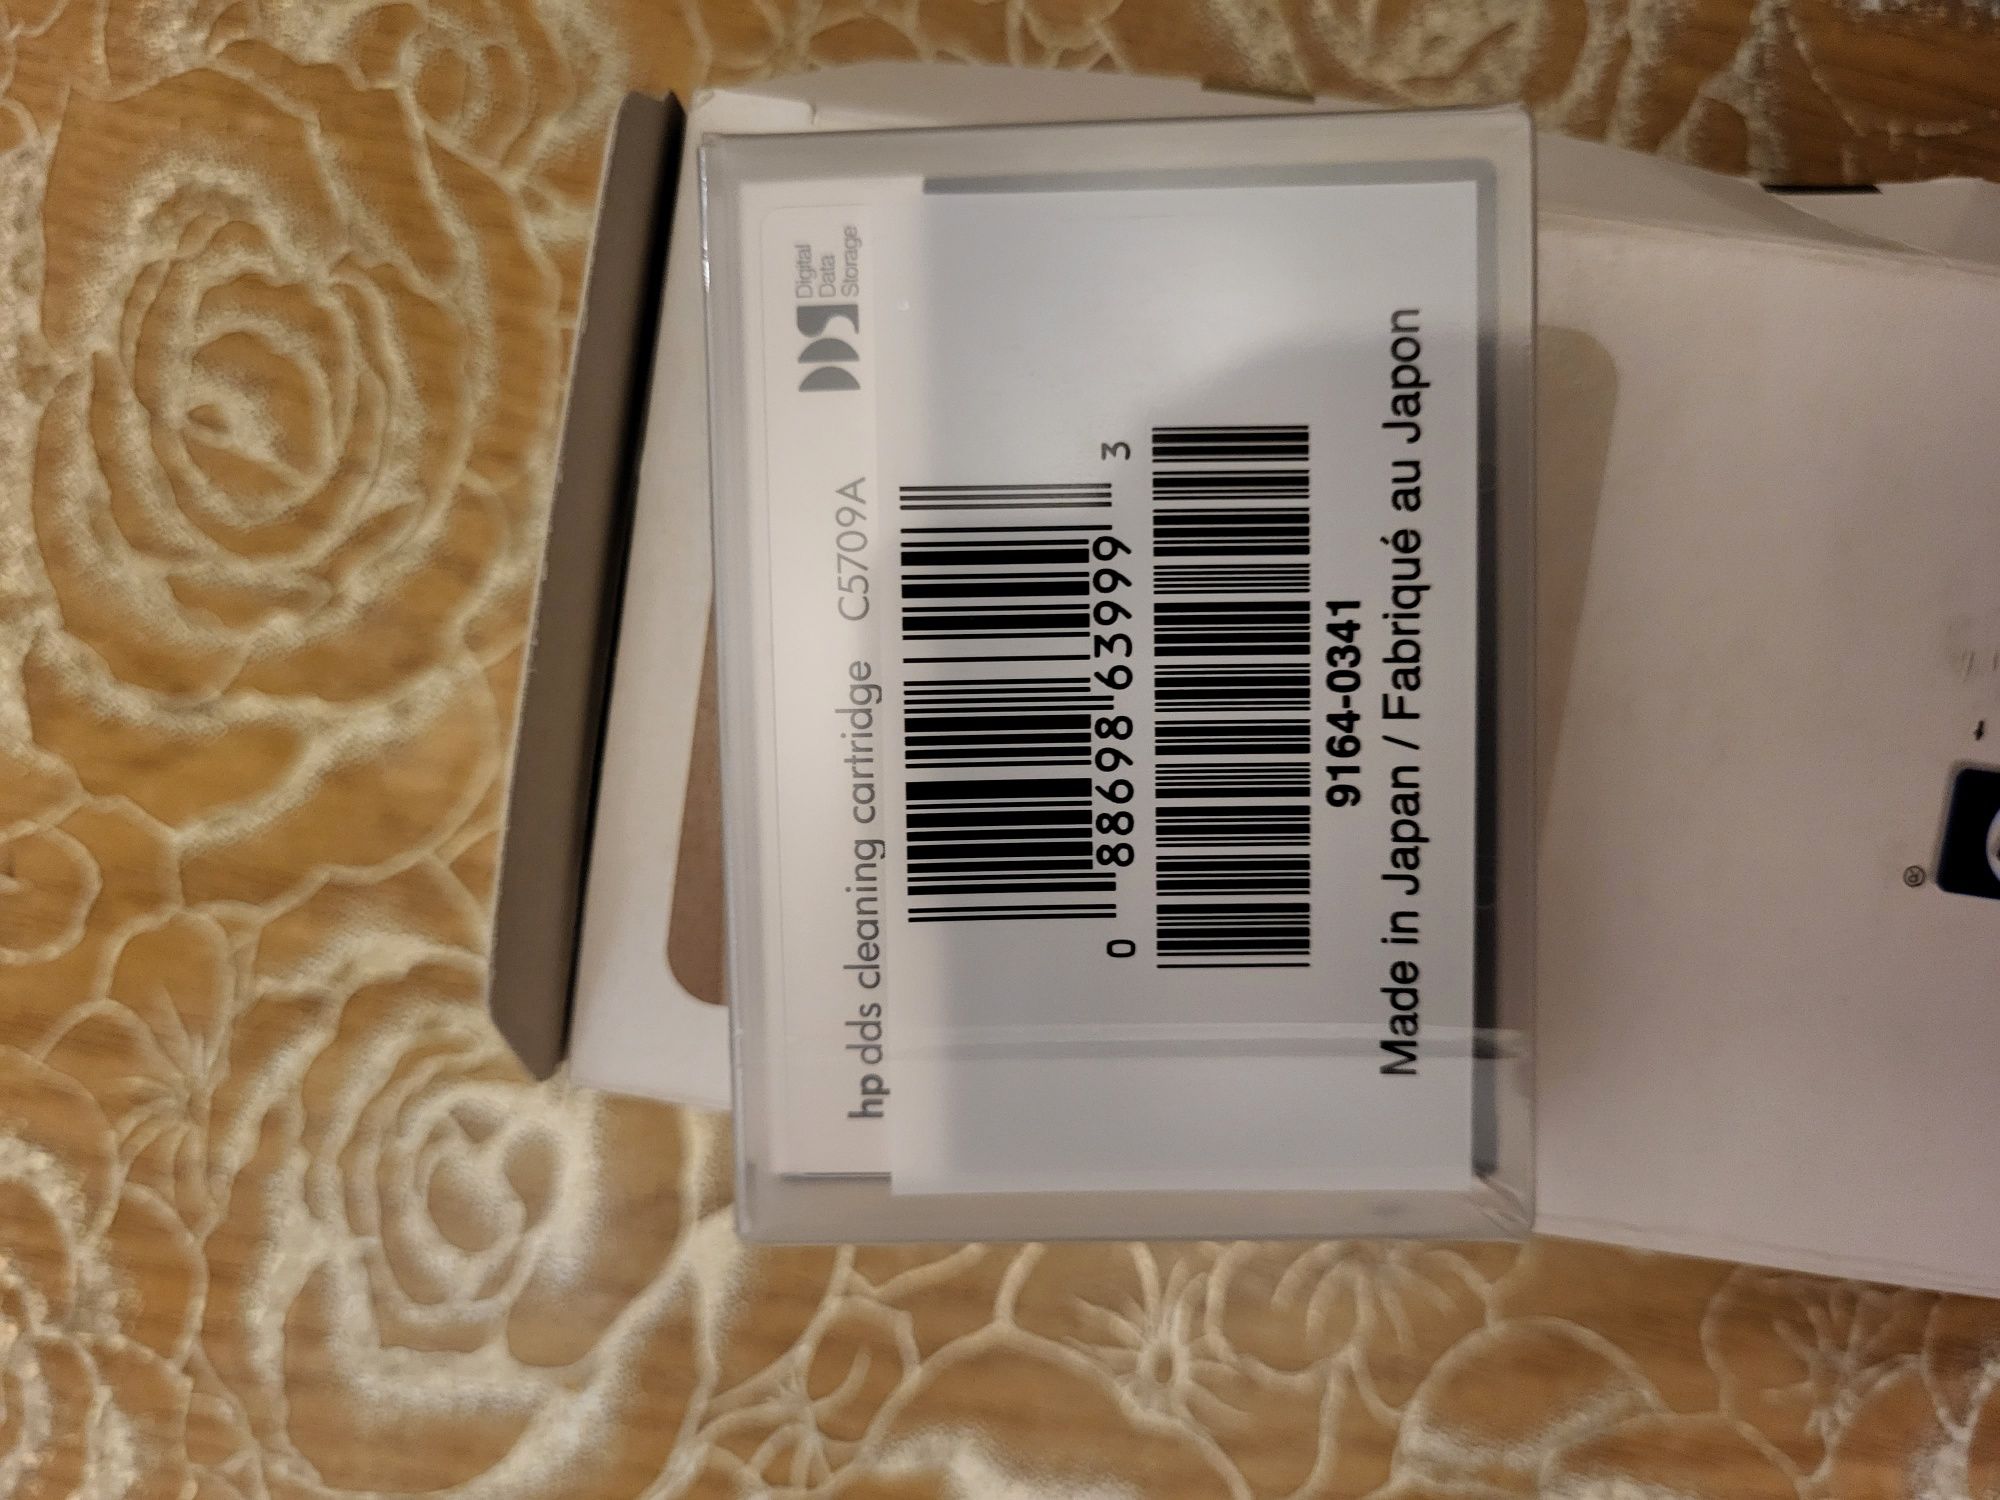 DDS Digital
Data
Storage
hp dds cleaning cartridge C5709A
0 88698 63999 3
9164-0341
Made in Japan / Fabriqué au Japon
®